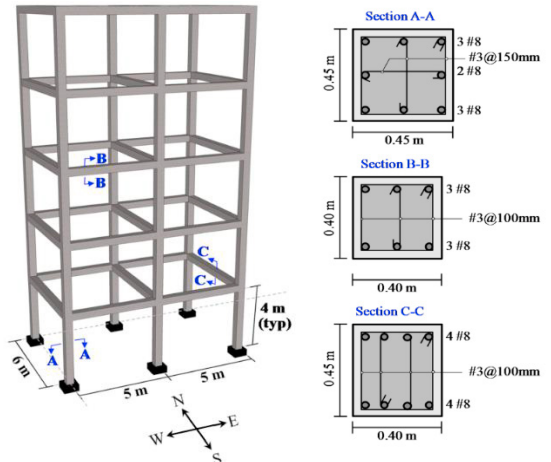 Section A-A
3 #8
#3@150mm
2 #8
3 #8
0.45 m
0.45 m
Section B-B
3 #8
#3@100mm
3 #8
0.40 m
0.40 m
Section C-C
4 #8
#3@100mm
4 #8
0.45 m
0.40 m
B
B
C
C
4 m
(typ)
A
A
6 m
5 m
5 m
N
W
E
S